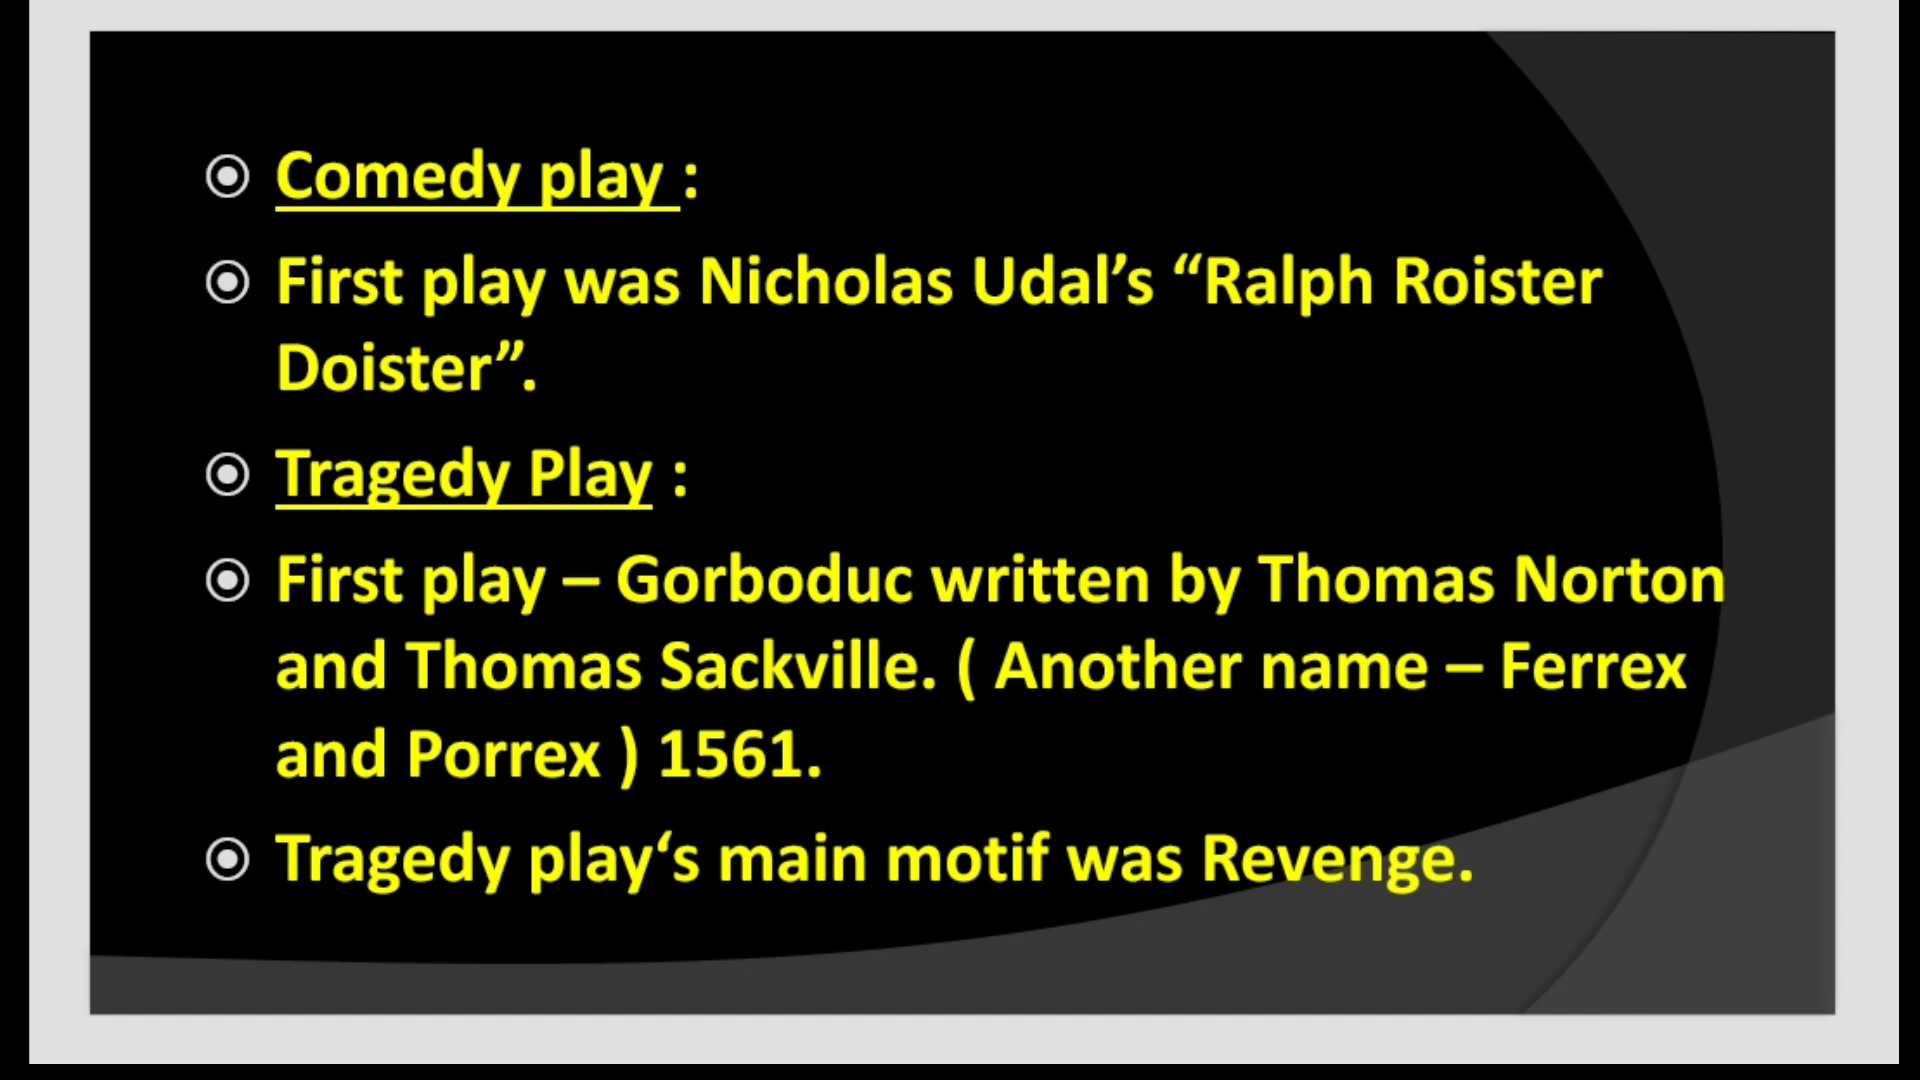 Comedy play :
First play was Nicholas Udal’s “Ralph Roister
Doister”.
Tragedy Play :
First play – Gorboduc written by Thomas Norton
and Thomas Sackville. ( Another name – Ferrex
and Porrex ) 1561.
Tragedy play‘s main motif was Revenge.